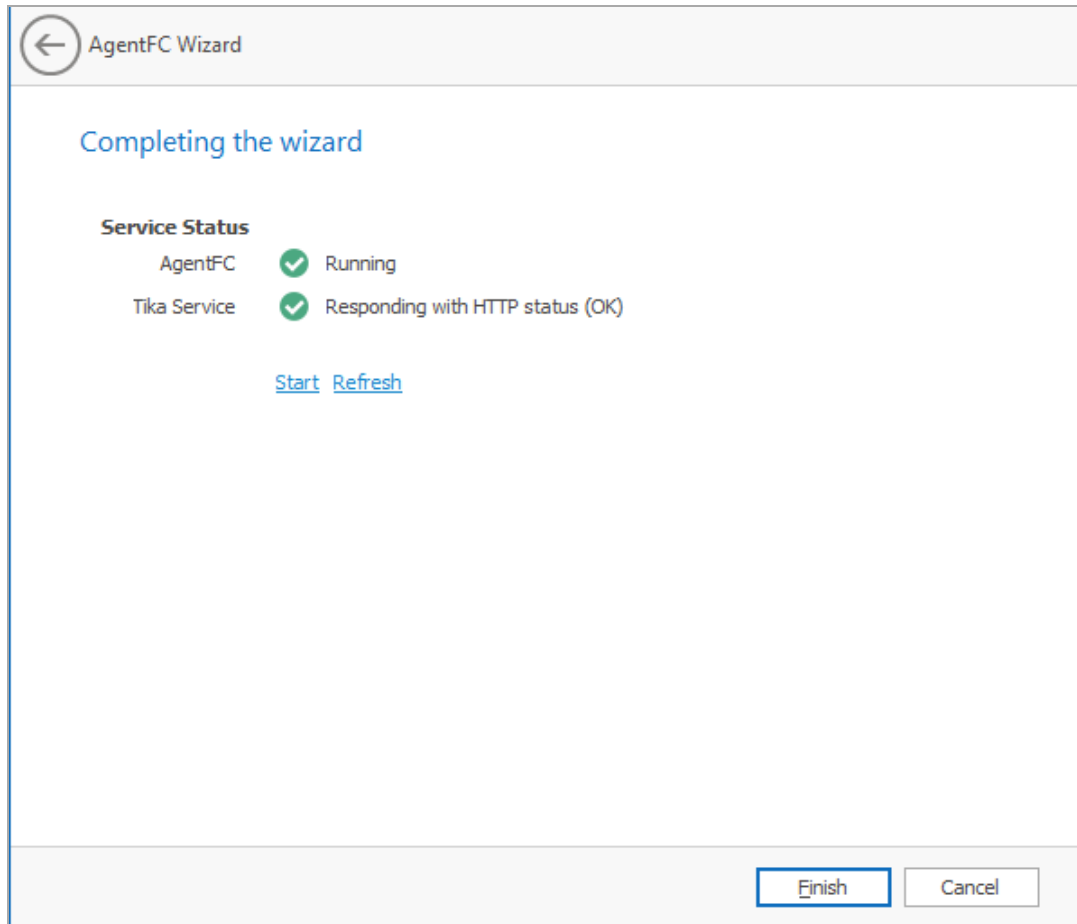 AgentFC Wizard
Completing the wizard
Service Status
AgentFC Running
Tika Service Responding with HTTP status (OK)
Start Refresh
Finish Cancel